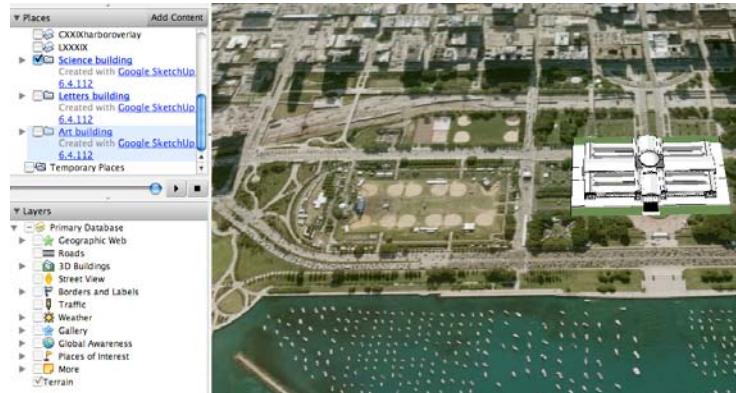 Places Add Content
CXXIXharboroverlay
LXXXIX
Science building
Created with Google SketchUp
6.4.112
Letters building
Created with Google SketchUp
6.4.112
Art building
Created with Google SketchUp
6.4.112
Temporary Places
Layers
Primary Database
Geographic Web
Roads
3D Buildings
Street View
Borders and Labels
Traffic
Weather
Gallery
Global Awareness
Places of Interest
More
Terrain